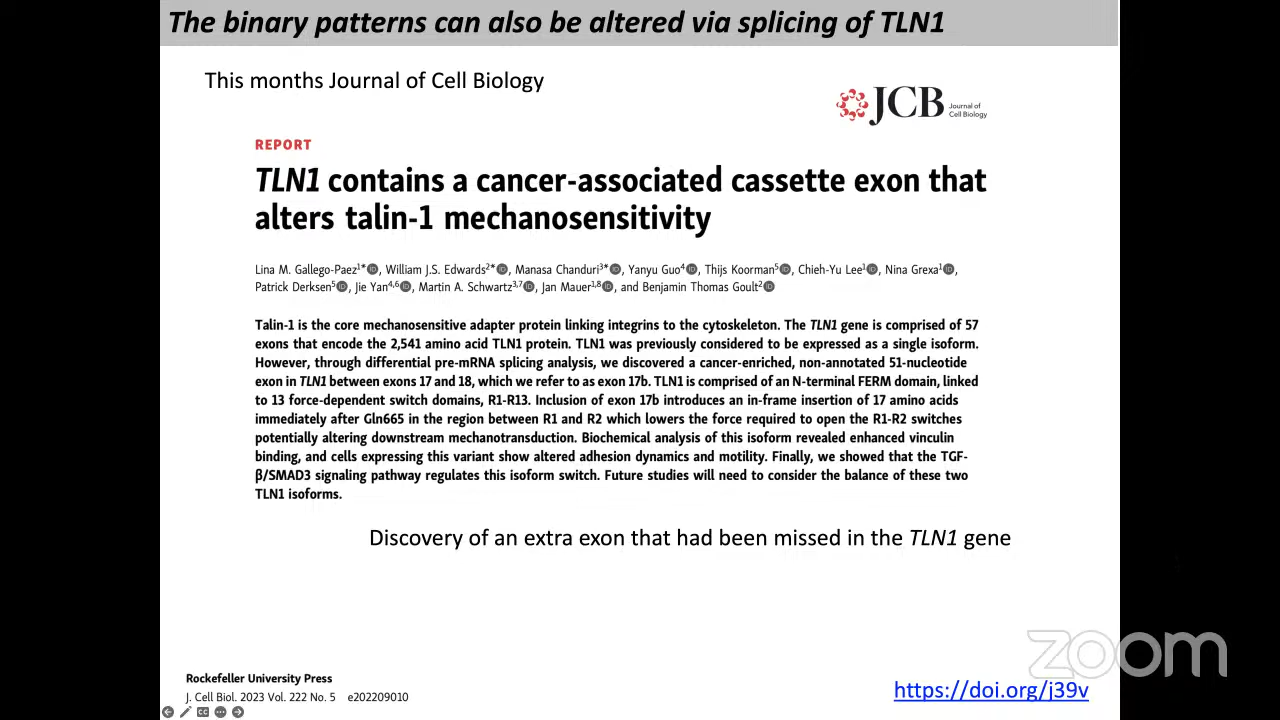 The binary patterns can also be altered via splicing of TLN1
This months Journal of Cell Biology
JCB Journal of
Cell Biology
REPORT
TLN1 contains a cancer-associated cassette exon that
alters talin-1 mechanosensitivity
Lina M. Gallego-Paez1*, William J.S. Edwards2*, Manasa Chanduri3*, Yanyu Guo4, Thijs Koorman5, Chieh-Yu Lee1, Nina Grexa1,
Patrick Derksen5, Jie Yan4,6, Martin A. Schwartz3,7, Jan Mauer1,8, and Benjamin Thomas Goult2
Talin-1 is the core mechanosensitive adapter protein linking integrins to the cytoskeleton. The TLN1 gene is comprised of 57
exons that encode the 2,541 amino acid TLN1 protein. TLN1 was previously considered to be expressed as a single isoform.
However, through differential pre-mRNA splicing analysis, we discovered a cancer-enriched, non-annotated 51-nucleotide
exon in TLN1 between exons 17 and 18, which we refer to as exon 17b. TLN1 is comprised of an N-terminal FERM domain, linked
to 13 force-dependent switch domains, R1-R13. Inclusion of exon 17b introduces an in-frame insertion of 17 amino acids
immediately after Gln665 in the region between R1 and R2 which lowers the force required to open the R1-R2 switches
potentially altering downstream mechanotransduction. Biochemical analysis of this isoform revealed enhanced vinculin
binding, and cells expressing this variant show altered adhesion dynamics and motility. Finally, we showed that the TGF-
β/SMAD3 signaling pathway regulates this isoform switch. Future studies will need to consider the balance of these two
TLN1 isoforms.
Discovery of an extra exon that had been missed in the TLN1 gene
zoom
Rockefeller University Press
J. Cell Biol. 2023 Vol. 222 No. 5 e202209010
https://doi.org/j39v